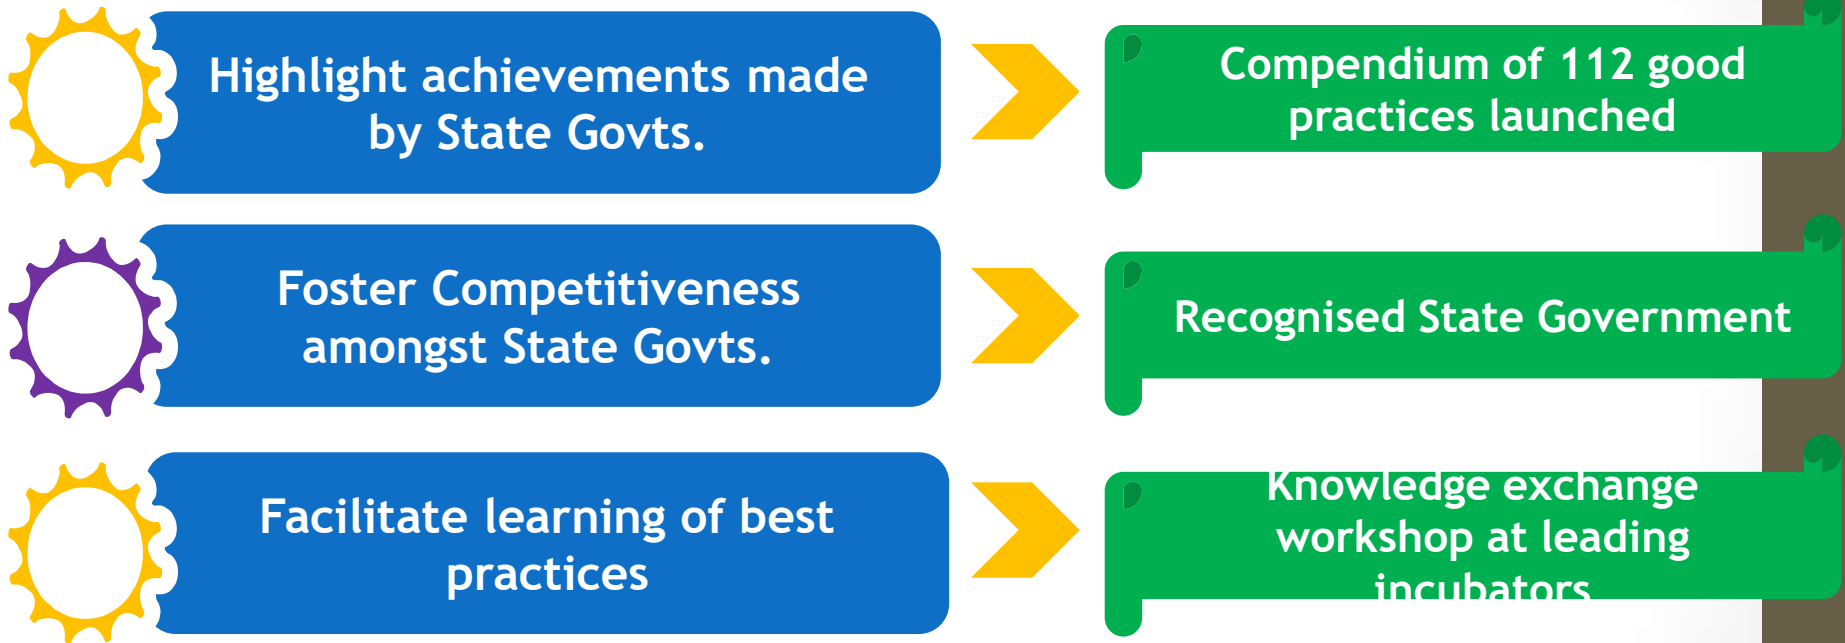 Highlight achievements made
by State Govts.
Compendium of 112 good
practices launched
Foster Competitiveness
amongst State Govts.
Recognised State Government
Facilitate learning of best
practices
Knowledge exchange
workshop at leading
incubators